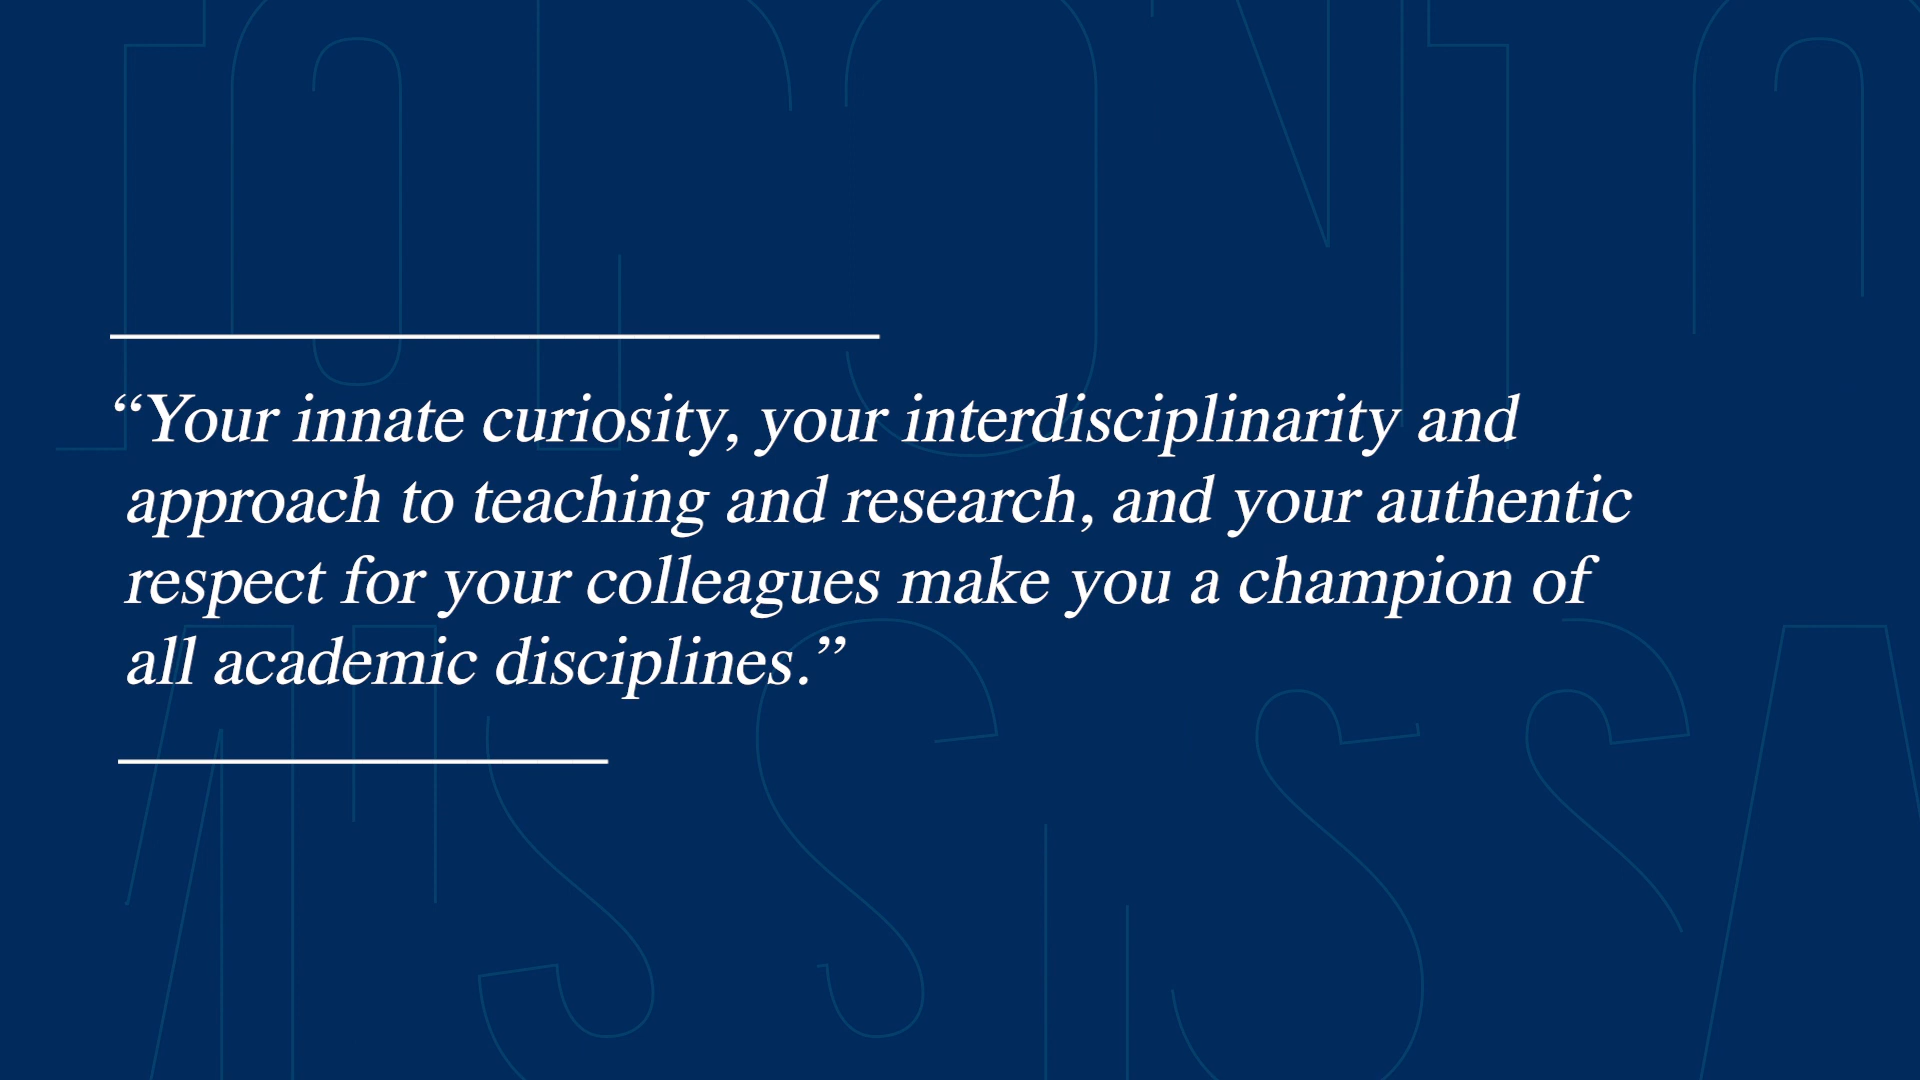 “Your innate curiosity, your interdisciplinarity and
approach to teaching and research, and your authentic
respect for your colleagues make you a champion of
all academic disciplines.”